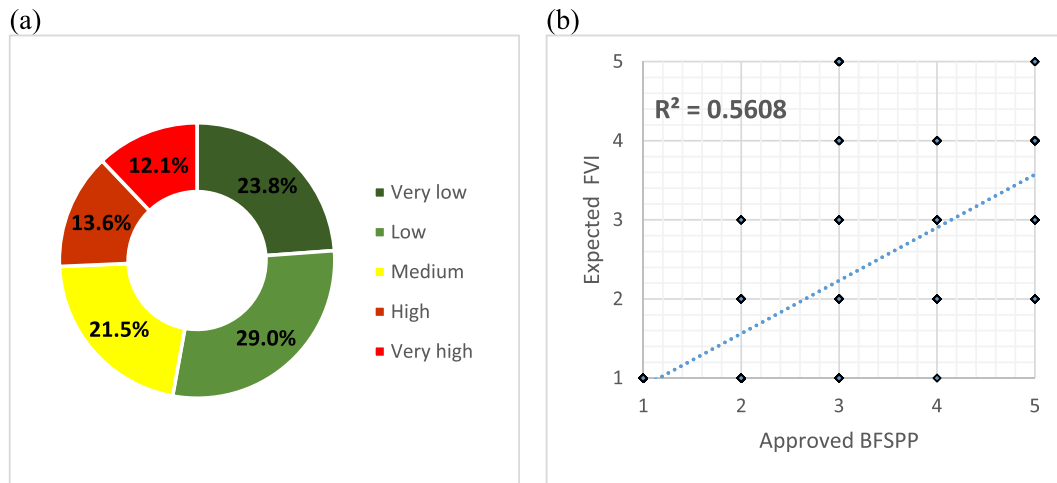 (a)
23.8%
29.0%
21.5%
13.6%
12.1%
Very low
Low
Medium
High
Very high
(b)
R² = 0.5608
Expected FVI
5
4
3
2
1
1 2 3 4 5
Approved BFSPP